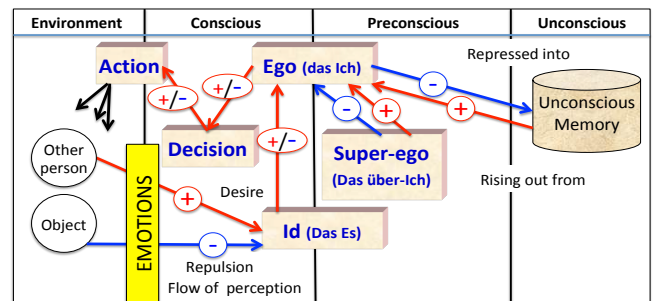 Environment
Conscious
Preconscious
Unconscious
Action
Ego (das Ich)
Repressed into
+/-
+/-
-
+
Unconscious
Memory
Decision
+/-
-
+
Super-ego
(Das über-Ich)
Other
person
EMOTIONS
+
Desire
Rising out from
Object
-
Id (Das Es)
Repulsion
Flow of perception